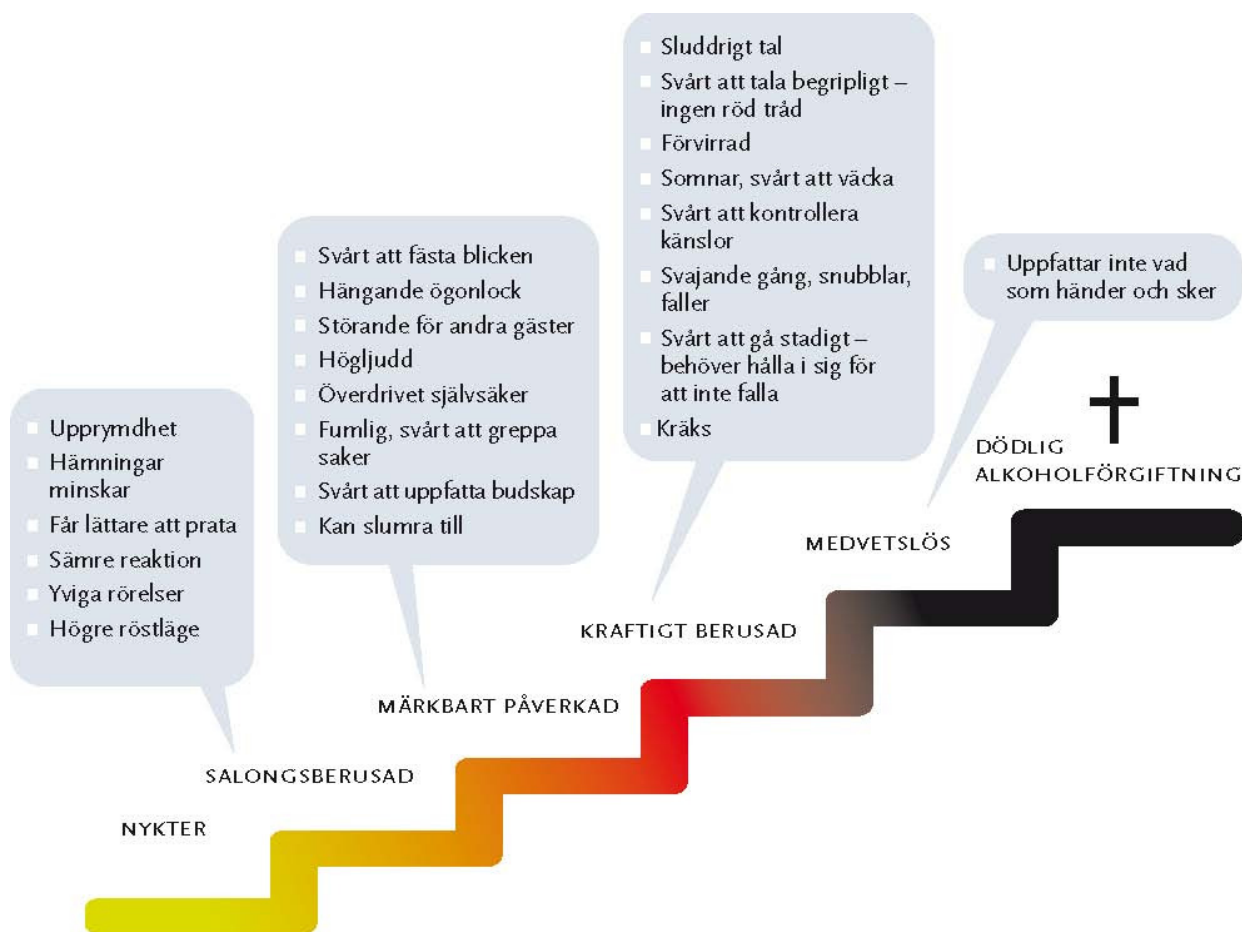 Upprymdhet
Hämningar
minskar
Får lättare att prata
Sämre reaktion
Yviga rörelser
Högre röstläge
Svårt att fästa blicken
Hängande ögonlock
Störande för andra gäster
Högljudd
Överdrivet självsäker
Fumlig, svårt att greppa
saker
Svårt att uppfatta budskap
Kan slumra till
Sluddrigt tal
Svårt att tala begripligt –
ingen röd tråd
Förvirrad
Somnar, svårt att väcka
Svårt att kontrollera
känslor
Svajande gång, snubblar,
faller
Svårt att gå stadigt –
behöver hålla i sig för
att inte falla
Kräks
Uppfattar inte vad
som händer och sker
NYKTER
SALONGSBERUSAD
MÄRKBART PÅVERKAD
KRAFTIGT BERUSAD
MEDVETSLÖS
DÖDLIG
ALKOHOLFÖRGIFTNING